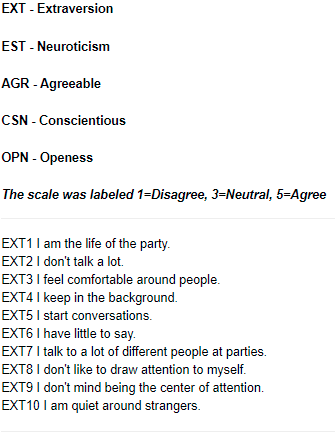 EXT - Extraversion
EST - Neuroticism
AGR - Agreeable
CSN - Conscientious
OPN - Openess
The scale was labeled 1=Disagree, 3=Neutral, 5=Agree
EXT1 I am the life of the party.
EXT2 I don't talk a lot.
EXT3 I feel comfortable around people.
EXT4 I keep in the background.
EXT5 I start conversations.
EXT6 I have little to say.
EXT7 I talk to a lot of different people at parties.
EXT8 I don't like to draw attention to myself.
EXT9 I don't mind being the center of attention.
EXT10 I am quiet around strangers.